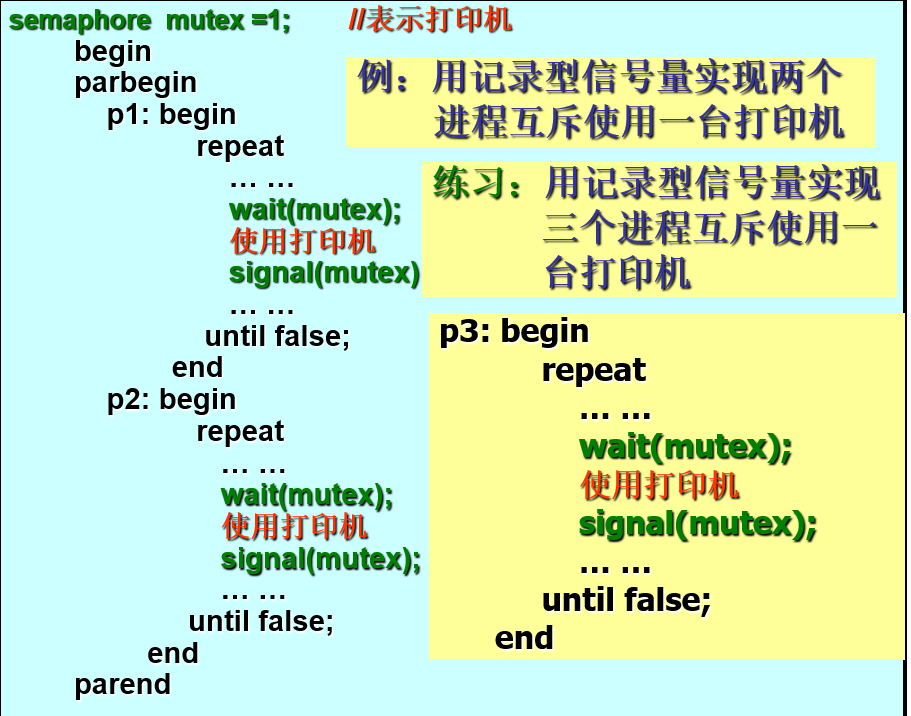 semaphore mutex =1; //表示打印机
begin
parbegin
p1: begin
repeat
... ...
wait(mutex);
使用打印机
signal(mutex)
... ...
until false;
end
p2: begin
repeat
... ...
wait(mutex);
使用打印机
signal(mutex);
... ...
until false;
end
parend
例：用记录型信号量实现两个
进程互斥使用一台打印机
练习：用记录型信号量实现
三个进程互斥使用一
台打印机
p3: begin
repeat
... ...
wait(mutex);
使用打印机
signal(mutex);
... ...
until false;
end